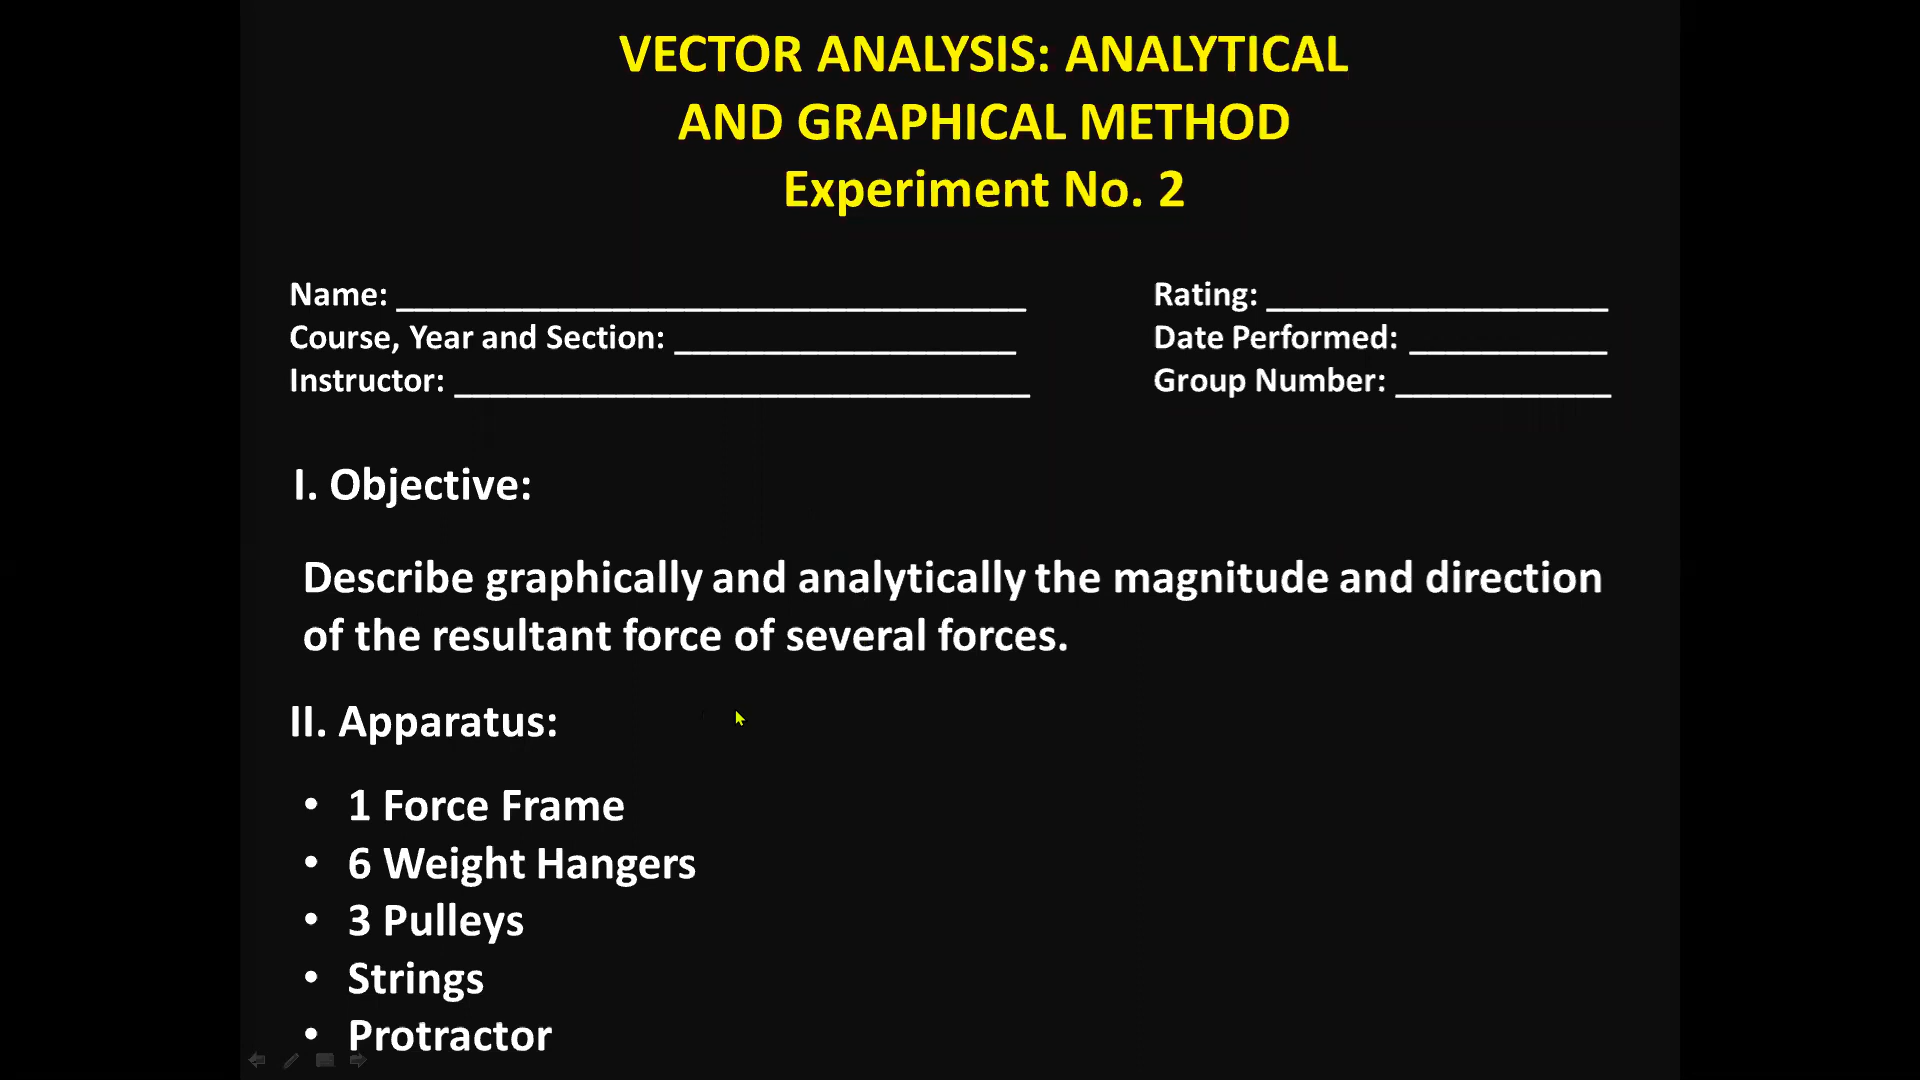 VECTOR ANALYSIS: ANALYTICAL
AND GRAPHICAL METHOD
Experiment No. 2
Name: ___________________________________ Rating: ___________________
Course, Year and Section: ___________________ Date Performed: ___________
Instructor: ________________________________ Group Number: ____________
I. Objective:
Describe graphically and analytically the magnitude and direction
of the resultant force of several forces.
II. Apparatus:
• 1 Force Frame
• 6 Weight Hangers
• 3 Pulleys
• Strings
• Protractor